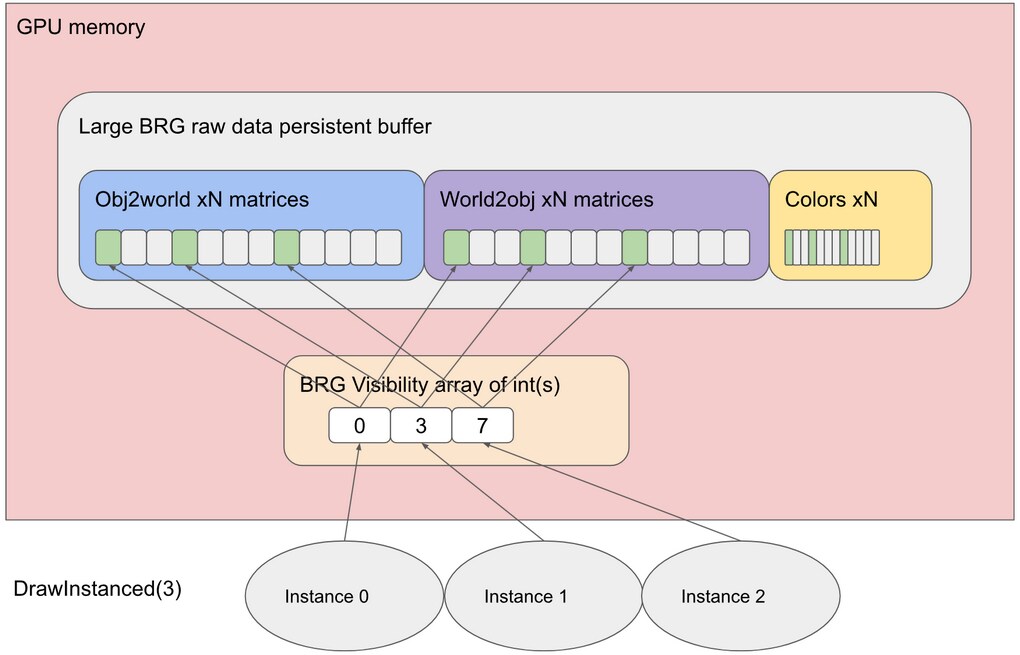 GPU memory
Large BRG raw data persistent buffer
Obj2world xN matrices
World2obj xN matrices
Colors xN
BRG Visibility array of int(s)
0
3
7
DrawInstanced(3)
Instance 0
Instance 1
Instance 2